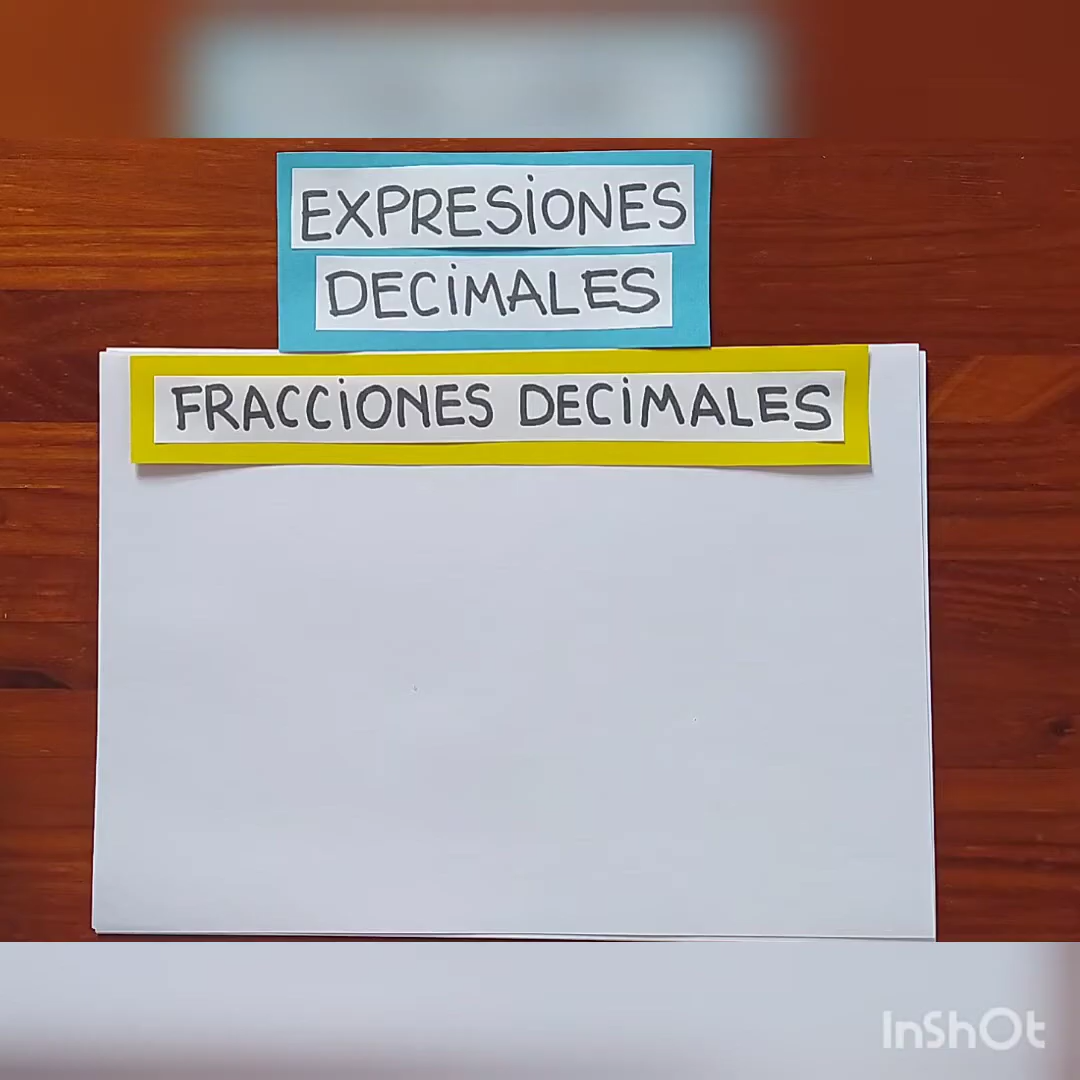 EXPRESiONES
DECiMALES
FRACCiONES DECiMALES
InShOt